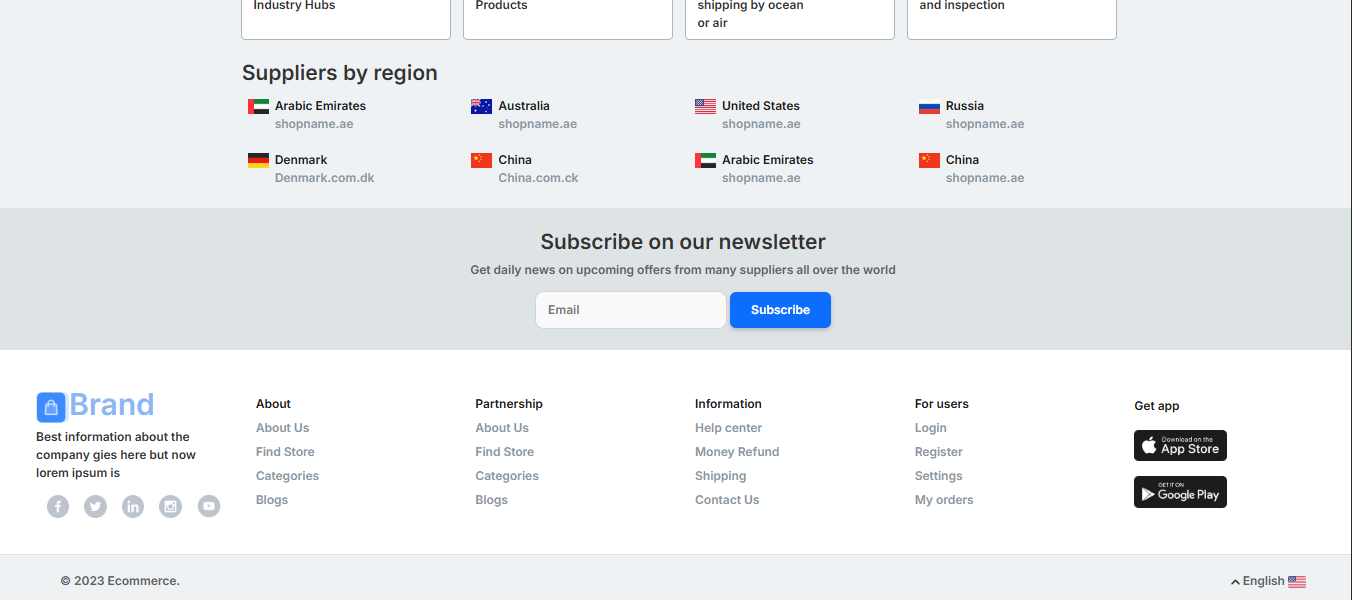 Industry Hubs
Products
shipping by ocean
or air
and inspection
Suppliers by region
Arabic Emirates
shopname.ae
Australia
shopname.ae
United States
shopname.ae
Russia
shopname.ae
Denmark
Denmark.com.dk
China
China.com.ck
Arabic Emirates
shopname.ae
China
shopname.ae
Subscribe on our newsletter
Get daily news on upcoming offers from many suppliers all over the world
Email
Subscribe
Brand
Best information about the
company gies here but now
lorem ipsum is
About
About Us
Find Store
Categories
Blogs
Partnership
About Us
Find Store
Categories
Blogs
Information
Help center
Money Refund
Shipping
Contact Us
For users
Login
Register
Settings
My orders
Get app
Download on the
App Store
GET IT ON
Google Play
© 2023 Ecommerce.
English